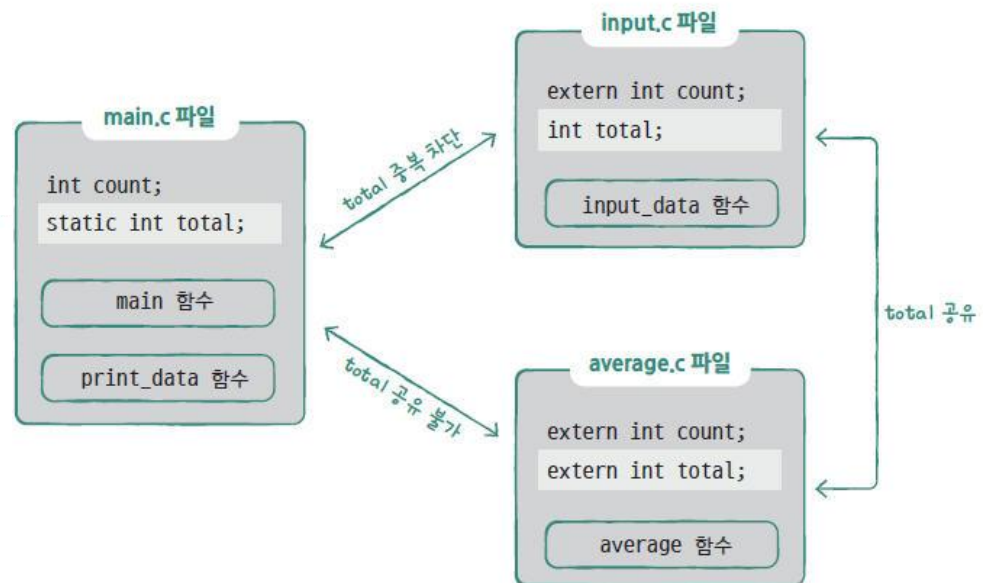 main.c 파일
int count;
static int total;
main 함수
print_data 함수
total 중복 차단
total 공유 불가
input.c 파일
extern int count;
int total;
input_data 함수
average.c 파일
extern int count;
extern int total;
average 함수
total 공유